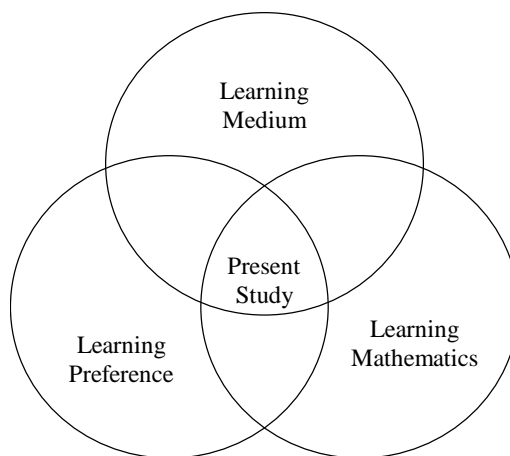 Learning
Medium
Present
Study
Learning
Preference
Learning
Mathematics